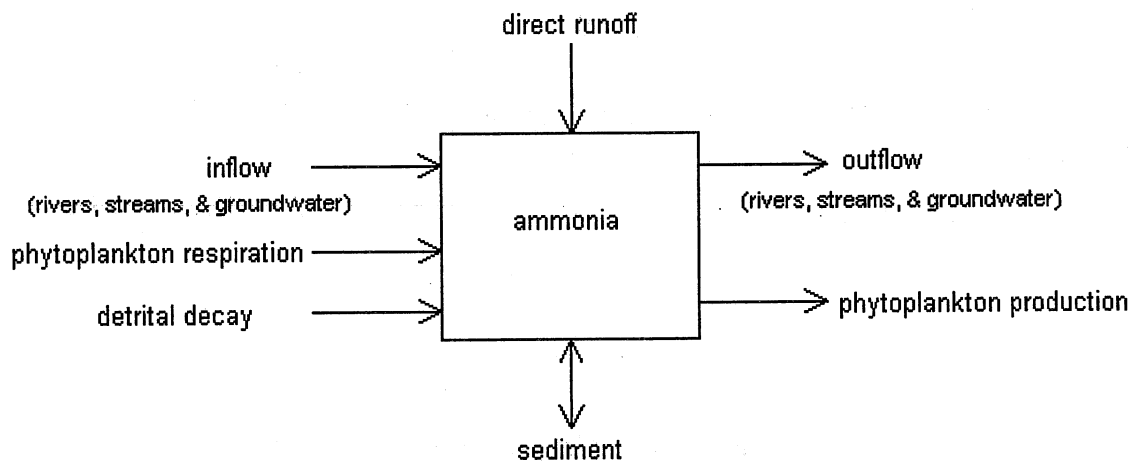 direct runoff
inflow
(rivers, streams, & groundwater)
phytoplankton respiration
detrital decay
ammonia
outflow
(rivers, streams, & groundwater)
phytoplankton production
sediment